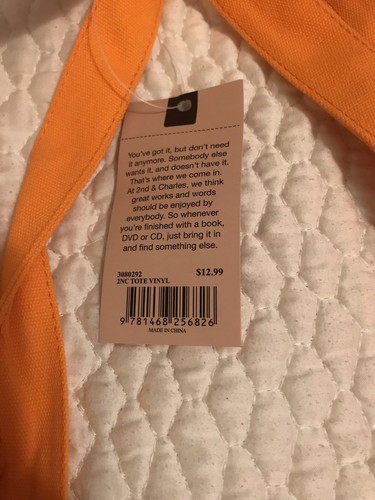 You've got it, but don't need
it anymore. Somebody else
wants it, and doesn't have it.
That's where we come in.
At 2nd & Charles, we think
great works and words
should be enjoyed by
everybody. So whenever
you're finished with a book,
DVD or CD, just bring it in
and find something else.
3080292 $12.99
2NC TOTE VINYL
9 781468 256826
MADE IN CHINA